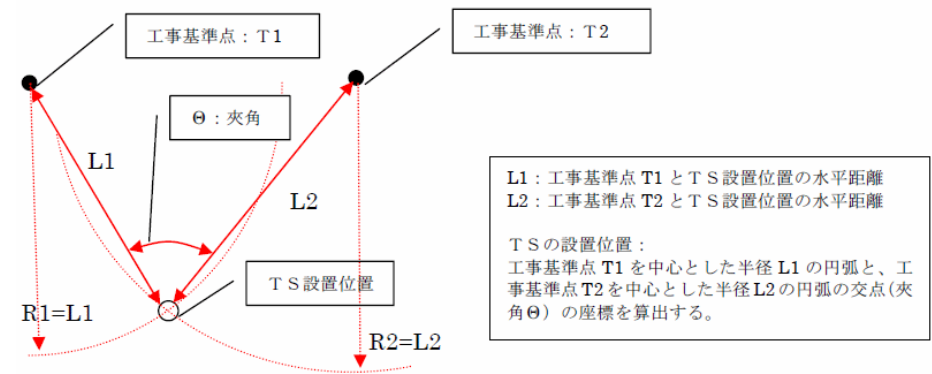 工事基準点：Ｔ1
工事基準点：Ｔ2
Θ：夾角
L1
L2
ＴＳ設置位置
R1=L1
R2=L2
L1：工事基準点 T1 とＴＳ設置位置の水平距離
L2：工事基準点 T2 とＴＳ設置位置の水平距離
ＴＳの設置位置：
工事基準点 T1 を中心とした半径 L1 の円弧と、工
事基準点T2を中心とした半径L2の円弧の交点(夾
角Θ）の座標を算出する。